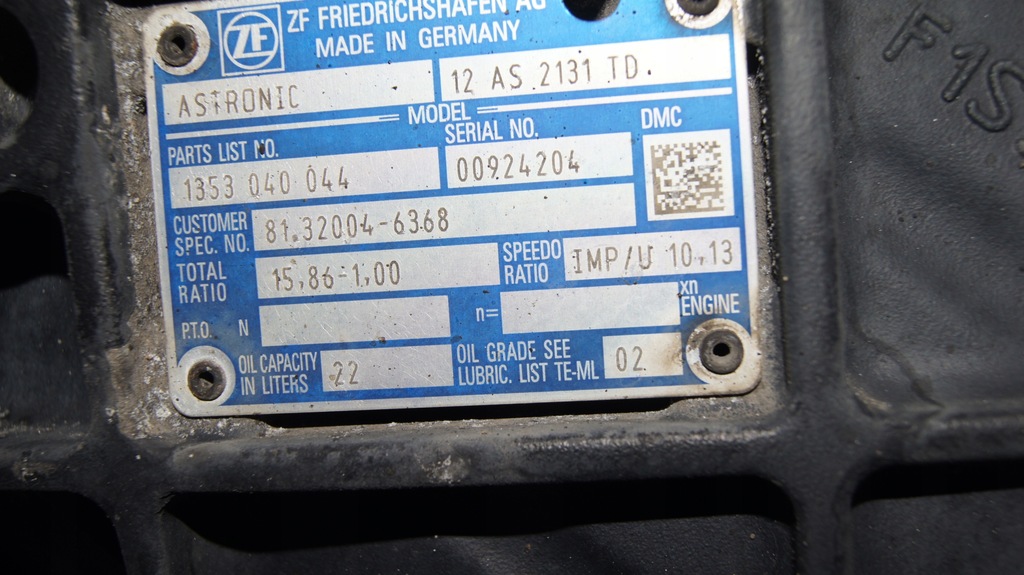 ZF ZF FRIEDRICHSHAFEN AG
MADE IN GERMANY
ASTRONIC 12 AS 2131 TD.
MODEL
PARTS LIST NO. SERIAL NO. DMC
1353 040 044 00924204
CUSTOMER SPEC. NO. 81.32004-6368
TOTAL RATIO 15,86-1,00 SPEEDO RATIO IMP/U 10,13
P.T.O. N n= xn ENGINE
OIL CAPACITY IN LITERS 22 OIL GRADE SEE LUBRIC. LIST TE-ML 02
F1S